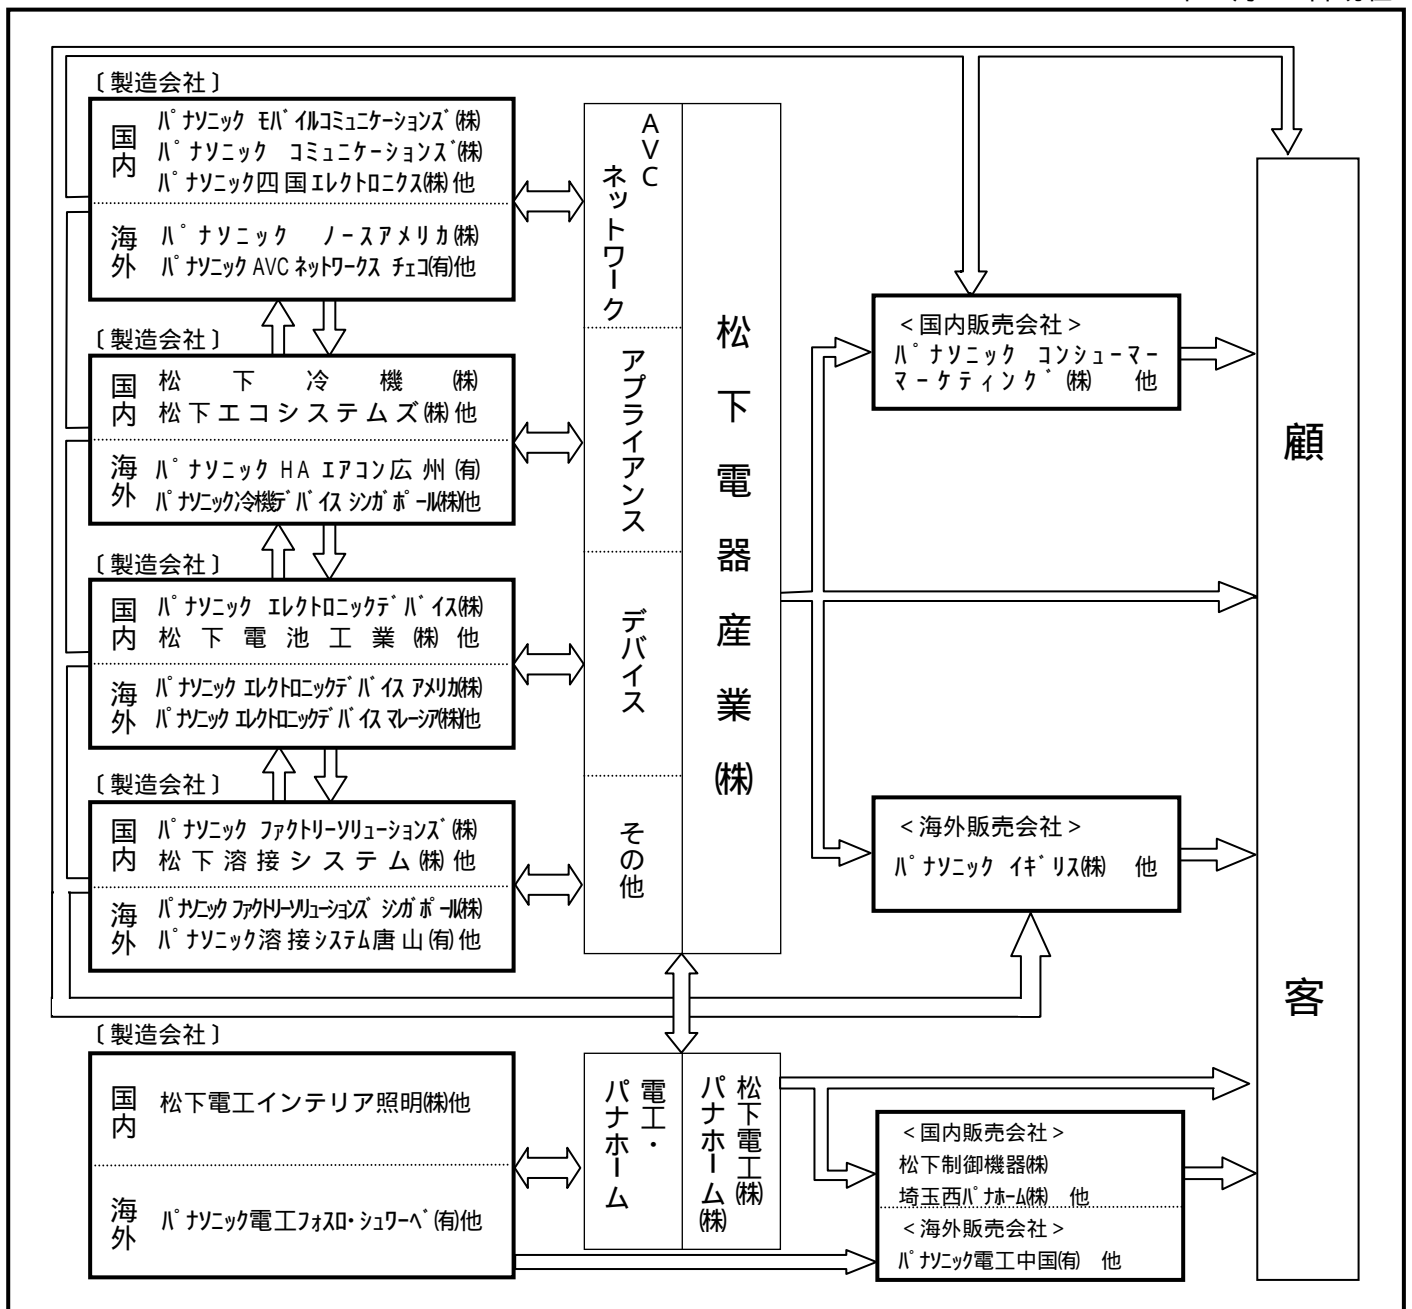 〔製造会社〕
国内
パナソニック モバイルコミュニケーションズ㈱
パナソニック コミュニケーションズ㈱
パナソニック四国エレクトロニクス㈱他
海外
パナソニック ノースアメリカ㈱
パナソニックAVCネットワークス チェコ㈲他
〔製造会社〕
国内
松下冷機㈱
松下エコシステムズ㈱他
海外
パナソニックHAエアコン広州㈲
パナソニック冷機デバイス シンガポール㈱他
〔製造会社〕
国内
パナソニック エレクトロニックデバイス㈱
松下電池工業㈱他
海外
パナソニック エレクトロニックデバイス アメリカ㈱
パナソニック エレクトロニックデバイス マレーシア㈱他
〔製造会社〕
国内
パナソニック ファクトリーソリューションズ㈱
松下溶接システム㈱他
海外
パナソニック ファクトリーソリューションズ シンガポール㈱
パナソニック溶接システム唐山㈲他
〔製造会社〕
国内
松下電工インテリア照明㈱他
海外
パナソニック電工フォスロ・シュワーベ㈲他
AVC
ネットワーク
アプライアンス
デバイス
その他
松下電器産業㈱
電工・
パナホーム
松下電工㈱
パナホーム㈱
<国内販売会社>
パナソニック コンシューマー
マーケティング㈱ 他
<海外販売会社>
パナソニック イギリス㈱ 他
<国内販売会社>
松下制御機器㈱
埼玉西パナホーム㈱ 他
<海外販売会社>
パナソニック電工中国㈲ 他
顧客